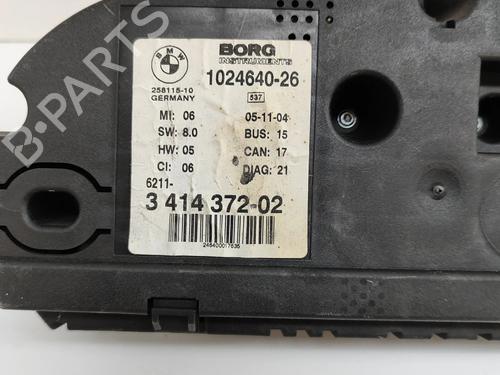 BMW
BORG
INSTRUMENTS
1024640-26
258115-10
GERMANY
537
MI: 06
05-11-04
SW: 8.0
BUS: 15
HW: 05
CAN: 17
CI: 06
DIAG: 21
6211-
3 414 372-02
246400017635
B-PARTS